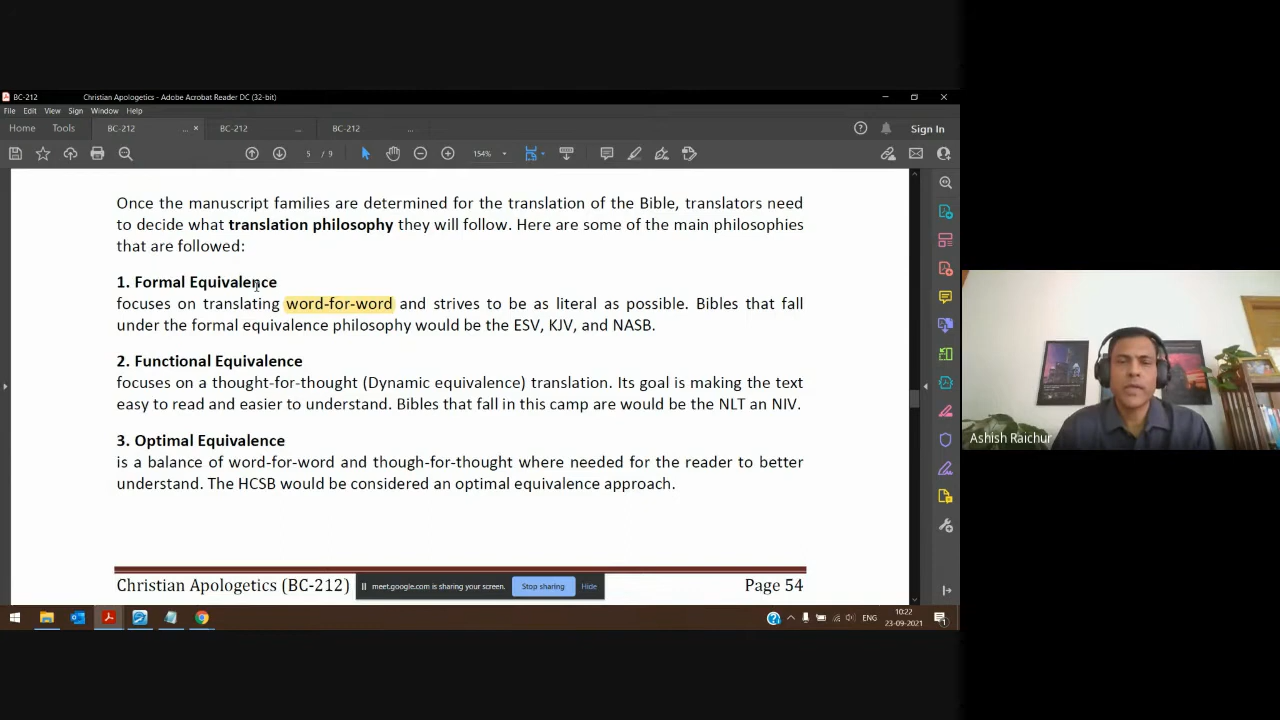 BC-212 Christian Apologetics - Adobe Acrobat Reader DC (32-bit)
File Edit View Sign Window Help
Home Tools BC-212 ... × BC-212 ... BC-212 ... Sign In
5 / 9 154%
Once the manuscript families are determined for the translation of the Bible, translators need
to decide what translation philosophy they will follow. Here are some of the main philosophies
that are followed:
1. Formal Equivalence
focuses on translating word-for-word and strives to be as literal as possible. Bibles that fall
under the formal equivalence philosophy would be the ESV, KJV, and NASB.
2. Functional Equivalence
focuses on a thought-for-thought (Dynamic equivalence) translation. Its goal is making the text
easy to read and easier to understand. Bibles that fall in this camp are would be the NLT an NIV.
3. Optimal Equivalence
is a balance of word-for-word and though-for-thought where needed for the reader to better
understand. The HCSB would be considered an optimal equivalence approach.
Christian Apologetics (BC-212) Page 54
meet.google.com is sharing your screen. Stop sharing Hide
ENG 10:22
23-09-2021
Ashish Raichur